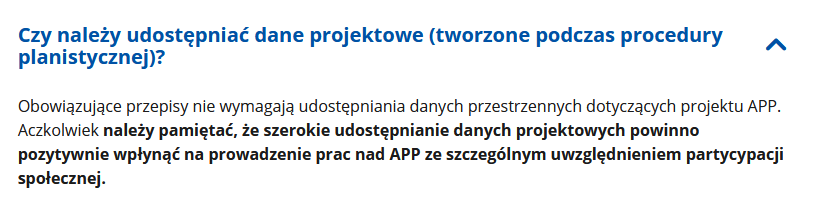 Czy należy udostępniać dane projektowe (tworzone podczas procedury
planistycznej)?
Obowiązujące przepisy nie wymagają udostępniania danych przestrzennych dotyczących projektu APP.
Aczkolwiek należy pamiętać, że szerokie udostępnianie danych projektowych powinno
pozytywnie wpłynąć na prowadzenie prac nad APP ze szczególnym uwzględnieniem partycypacji
społecznej.